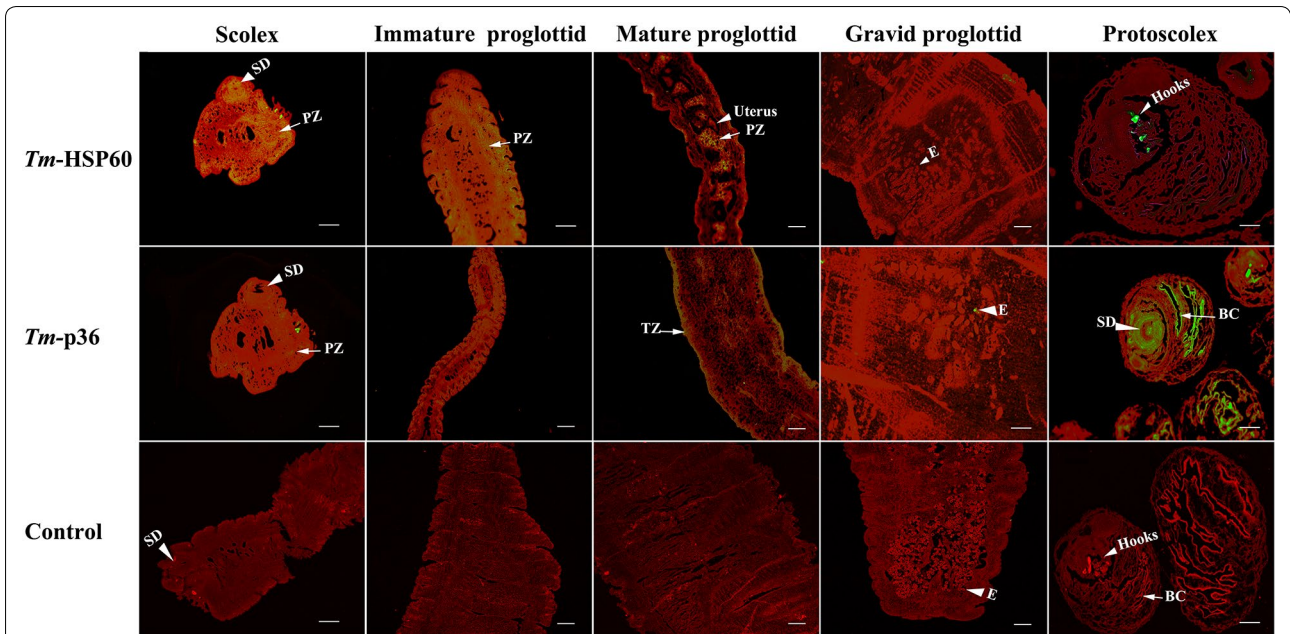 Scolex Immature proglottid Mature proglottid Gravid proglottid Protoscolex
Tm-HSP60
SD
PZ
PZ
Uterus
PZ
E
Hooks
Tm-p36
SD
PZ
TZ
E
SD
BC
Control
SD
E
Hooks
BC